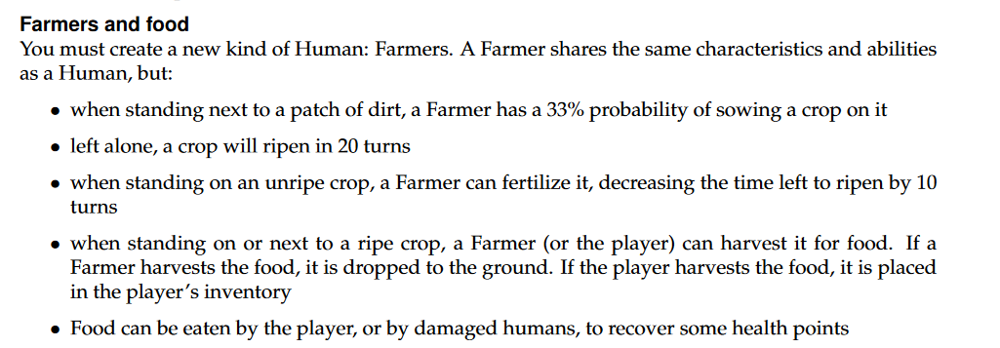 Farmers and food
You must create a new kind of Human: Farmers. A Farmer shares the same characteristics and abilities
as a Human, but:
• when standing next to a patch of dirt, a Farmer has a 33% probability of sowing a crop on it
• left alone, a crop will ripen in 20 turns
• when standing on an unripe crop, a Farmer can fertilize it, decreasing the time left to ripen by 10
turns
• when standing on or next to a ripe crop, a Farmer (or the player) can harvest it for food. If a
Farmer harvests the food, it is dropped to the ground. If the player harvests the food, it is placed
in the player's inventory
• Food can be eaten by the player, or by damaged humans, to recover some health points